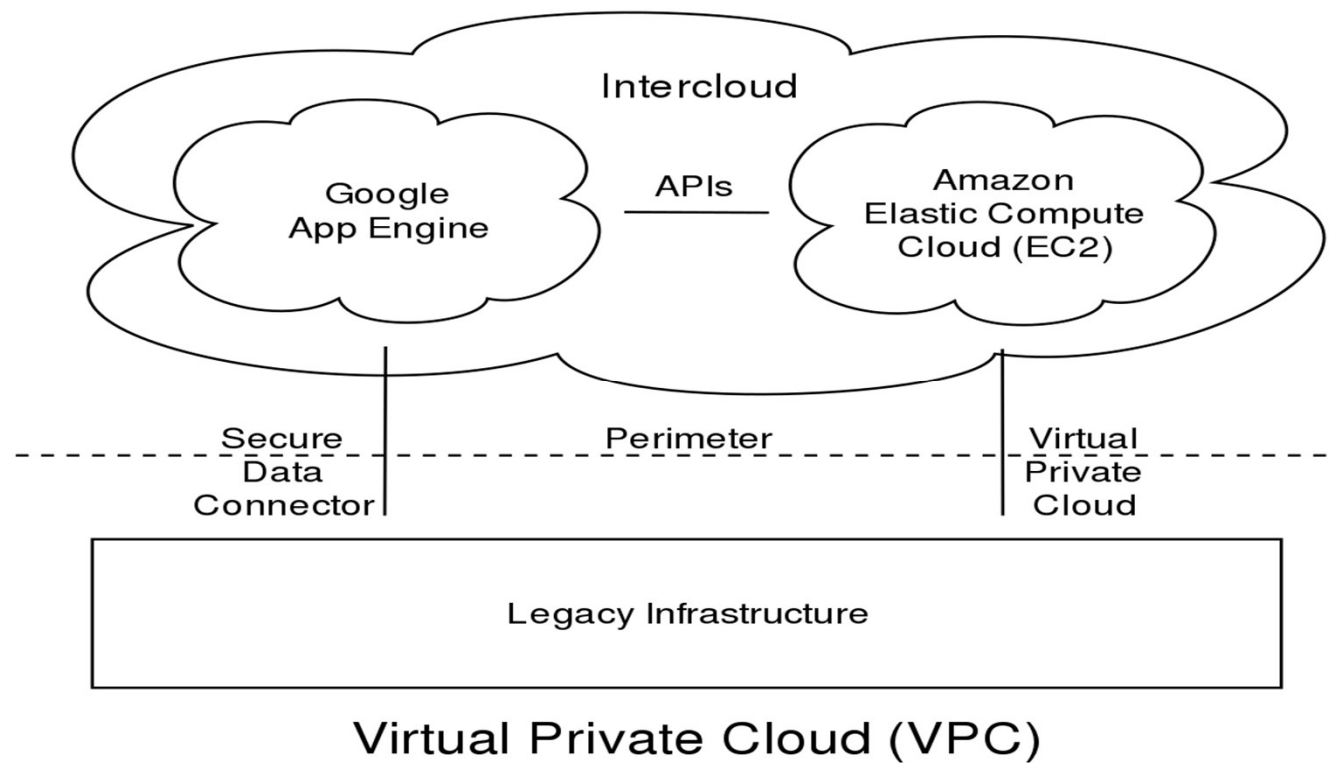 Intercloud
Google
App Engine
APIs
Amazon
Elastic Compute
Cloud (EC2)
Secure
Data
Connector
Perimeter
Virtual
Private
Cloud
Legacy Infrastructure
Virtual Private Cloud (VPC)